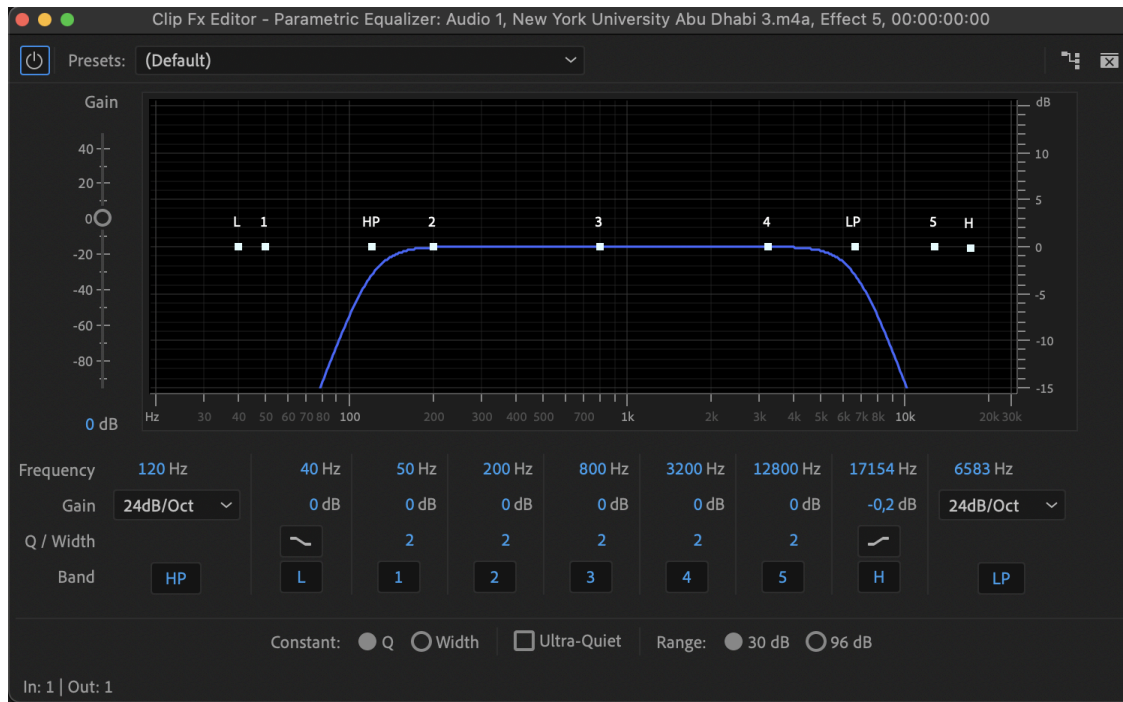 Clip Fx Editor - Parametric Equalizer: Audio 1, New York University Abu Dhabi 3.m4a, Effect 5, 00:00:00:00
Presets: (Default)
Gain
40
20
0
-20
-40
-60
-80
0 dB
L 1 HP 2 3 4 LP 5 H
dB
10
5
0
-5
-10
-15
Hz 30 40 50 60 70 80 100 200 300 400 500 700 1k 2k 3k 4k 5k 6k 7k 8k 10k 20k 30k
Frequency 120 Hz 40 Hz 50 Hz 200 Hz 800 Hz 3200 Hz 12800 Hz 17154 Hz 6583 Hz
Gain 24dB/Oct 0 dB 0 dB 0 dB 0 dB 0 dB 0 dB -0,2 dB 24dB/Oct
Q / Width 2 2 2 2 2
Band HP L 1 2 3 4 5 H LP
Constant: Q Width Ultra-Quiet Range: 30 dB 96 dB
In: 1 | Out: 1